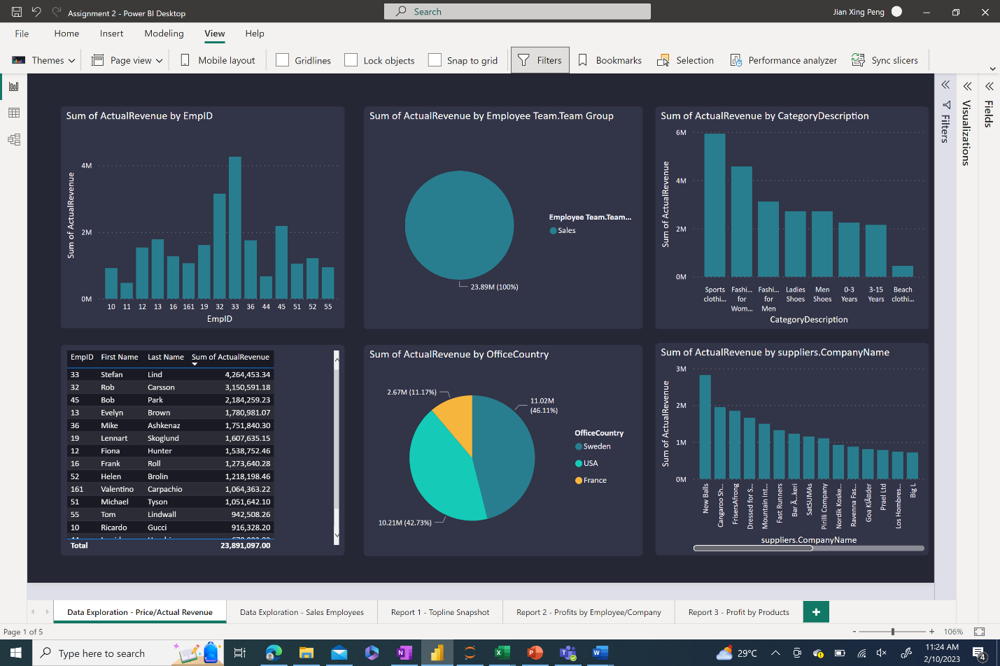 Assignment 2 - Power BI Desktop
Search
Jian Xing Peng
File Home Insert Modeling View Help
Themes Page view Mobile layout Gridlines Lock objects Snap to grid Filters Bookmarks Selection Performance analyzer Sync slicers
Sum of ActualRevenue by EmpID
Sum of ActualRevenue
4M
2M
0M
10 11 12 13 16 161 19 32 33 36 44 45 51 52 55
EmpID
Sum of ActualRevenue by Employee Team.Team Group
Employee Team.Team...
Sales
23.89M (100%)
Sum of ActualRevenue by CategoryDescription
Sum of ActualRevenue
6M
4M
2M
0M
Sports clothi...
Fashi... for Wom...
Fashi... for Men
Ladies Shoes
Men Shoes
0-3 Years
3-15 Years
Beach clothi...
CategoryDescription
Filters
Visualizations
Fields
EmpID First Name Last Name Sum of ActualRevenue
33 Stefan Lind 4,264,453.34
32 Rob Carsson 3,150,591.18
45 Bob Park 2,184,259.23
13 Evelyn Brown 1,780,981.07
36 Mike Ashkenaz 1,751,840.30
19 Lennart Skoglund 1,607,635.15
12 Fiona Hunter 1,538,752.46
16 Frank Roll 1,273,640.28
52 Helen Brolin 1,218,198.46
161 Valentino Carpachio 1,064,363.22
51 Michael Tyson 1,051,642.10
55 Tom Lindwall 942,508.26
10 Ricardo Gucci 916,328.20
Total 23,891,097.00
Sum of ActualRevenue by OfficeCountry
2.67M (11.17%)
11.02M
(46.11%)
10.21M (42.73%)
OfficeCountry
Sweden
USA
France
Sum of ActualRevenue by suppliers.CompanyName
Sum of ActualRevenue
3M
2M
1M
0M
New Balls
Cangaroo Sh...
FrisersAfrong
Dressed for S...
Mountain Int...
Fast Runners
Bar Ã...keri
SatSUMAs
Pirilli Company
Nordik Koske...
Ravenna Fas...
Prael Ltd
Los Hombres...
Big L
suppliers.CompanyName
Data Exploration - Price/Actual Revenue
Data Exploration - Sales Employees
Report 1 - Topline Snapshot
Report 2 - Profits by Employee/Company
Report 3 - Profit by Products
+
Page 1 of 5
- + 106%
Type here to search
29°C
11:24 AM
2/10/2023
4